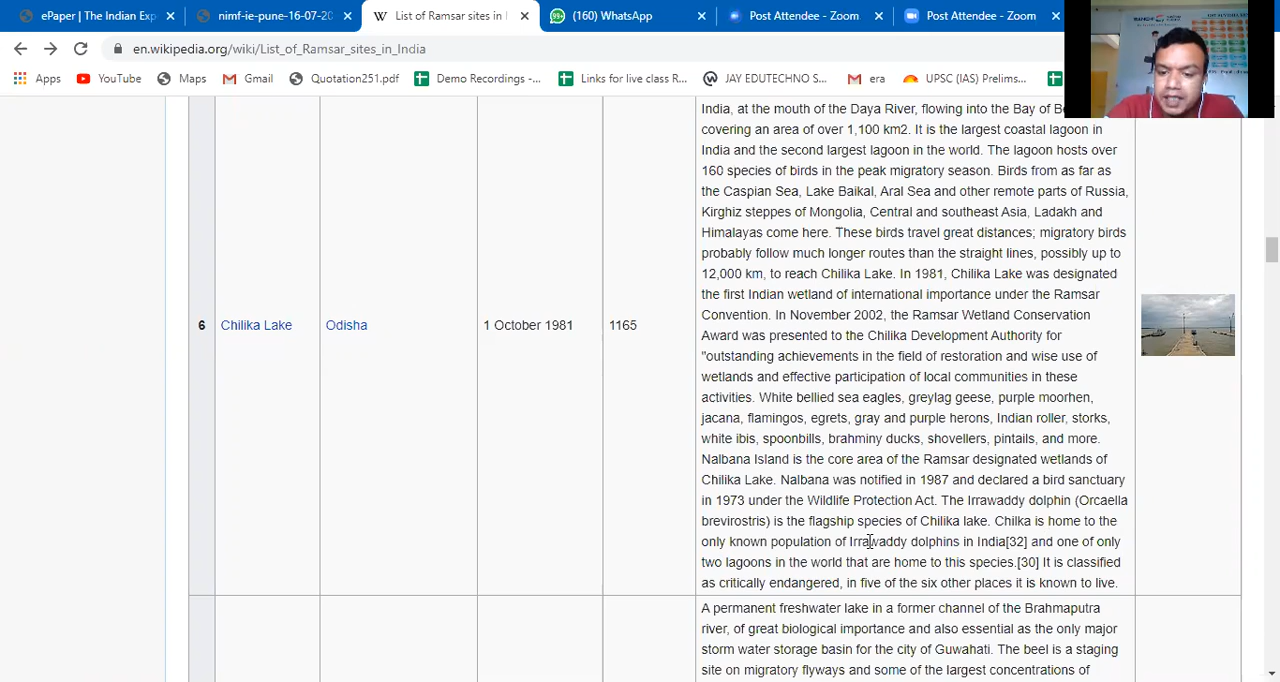 ePaper | The Indian Exp
nimf-ie-pune-16-07-20
List of Ramsar sites in I
99+
(160) WhatsApp
Post Attendee - Zoom
Post Attendee - Zoom
en.wikipedia.org/wiki/List_of_Ramsar_sites_in_India
Apps
YouTube
Maps
Gmail
Quotation251.pdf
Demo Recordings -...
Links for live class R...
JAY EDUTECHNO S...
era
UPSC (IAS) Prelims...
India, at the mouth of the Daya River, flowing into the Bay of Be
covering an area of over 1,100 km2. It is the largest coastal lagoon in
India and the second largest lagoon in the world. The lagoon hosts over
160 species of birds in the peak migratory season. Birds from as far as
the Caspian Sea, Lake Baikal, Aral Sea and other remote parts of Russia,
Kirghiz steppes of Mongolia, Central and southeast Asia, Ladakh and
Himalayas come here. These birds travel great distances; migratory birds
probably follow much longer routes than the straight lines, possibly up to
12,000 km, to reach Chilika Lake. In 1981, Chilika Lake was designated
the first Indian wetland of international importance under the Ramsar
6 Chilika Lake Odisha 1 October 1981 1165
Convention. In November 2002, the Ramsar Wetland Conservation
Award was presented to the Chilika Development Authority for
"outstanding achievements in the field of restoration and wise use of
wetlands and effective participation of local communities in these
activities. White bellied sea eagles, greylag geese, purple moorhen,
jacana, flamingos, egrets, gray and purple herons, Indian roller, storks,
white ibis, spoonbills, brahminy ducks, shovellers, pintails, and more.
Nalbana Island is the core area of the Ramsar designated wetlands of
Chilika Lake. Nalbana was notified in 1987 and declared a bird sanctuary
in 1973 under the Wildlife Protection Act. The Irrawaddy dolphin (Orcaella
brevirostris) is the flagship species of Chilika lake. Chilka is home to the
only known population of Irrawaddy dolphins in India[32] and one of only
two lagoons in the world that are home to this species.[30] It is classified
as critically endangered, in five of the six other places it is known to live.
A permanent freshwater lake in a former channel of the Brahmaputra
river, of great biological importance and also essential as the only major
storm water storage basin for the city of Guwahati. The beel is a staging
site on migratory flyways and some of the largest concentrations of